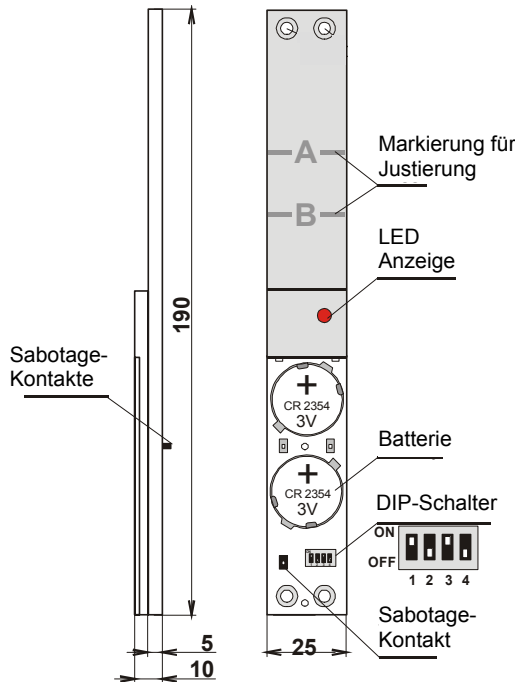 A
Markierung für
Justierung
B
LED
Anzeige
190
Sabotage-
Kontakte
+
CR 2354
3V
Batterie
+
CR 2354
3V
DIP-Schalter
ON
OFF
1 2 3 4
Sabotage-
Kontakt
5
25
10